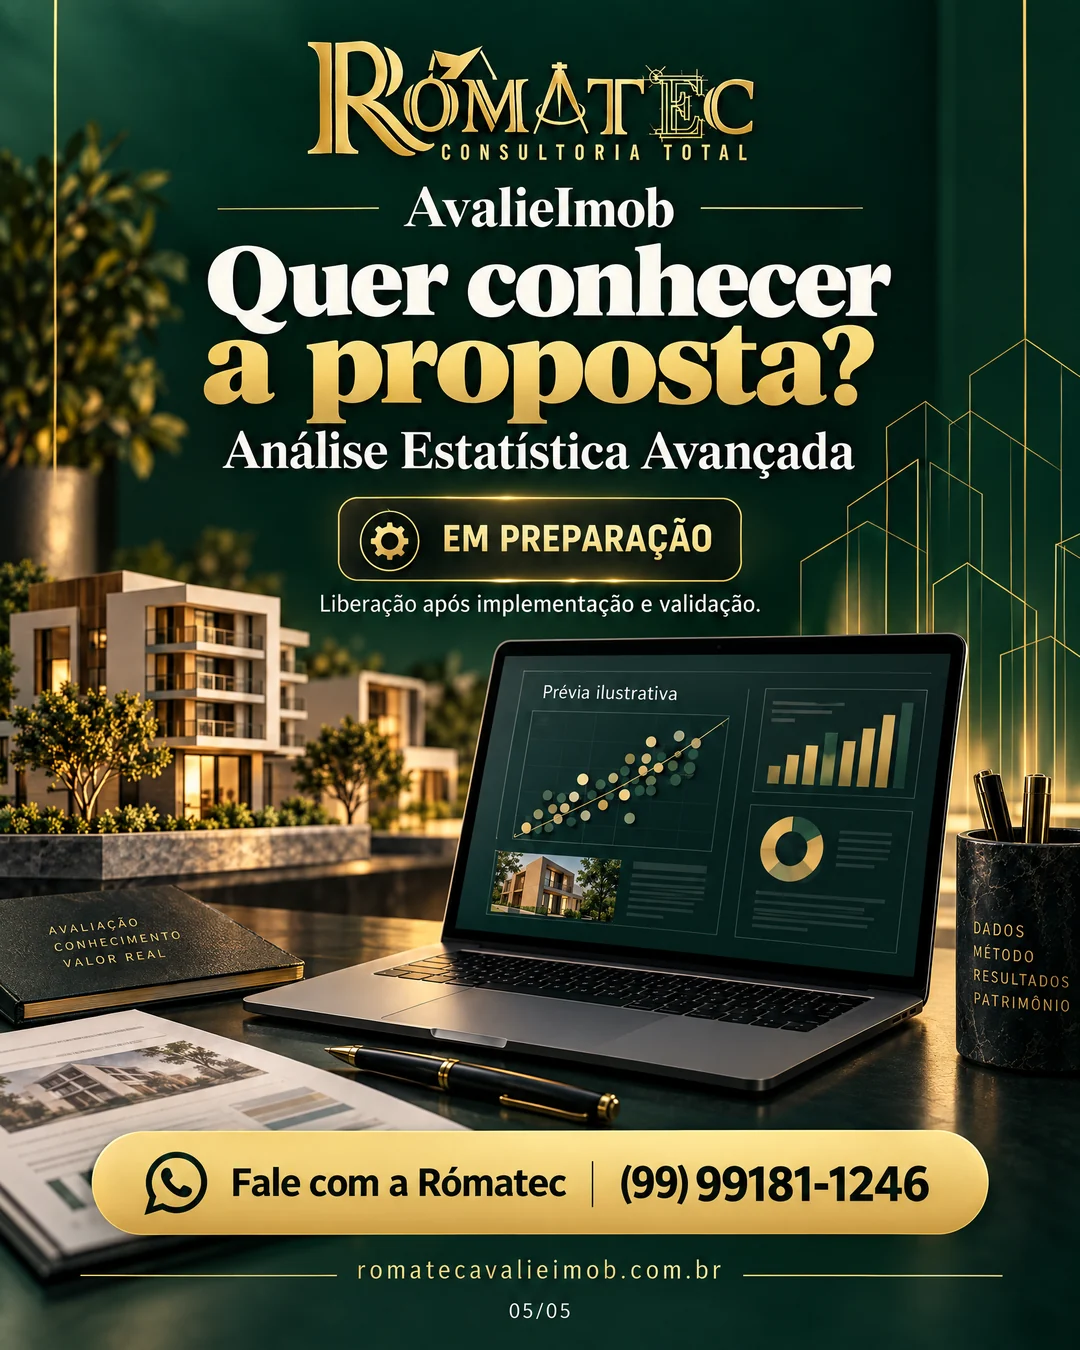 RÓMATEC
CONSULTORIA TOTAL
AvalieImob
Quer conhecer
a proposta?
Análise Estatística Avançada
EM PREPARAÇÃO
Liberação após implementação e validação.
Prévia ilustrativa
AVALIAÇÃO
CONHECIMENTO
VALOR REAL
DADOS
MÉTODO
RESULTADOS
PATRIMÔNIO
Fale com a Rómatec | (99) 99181-1246
romatecavalieimob.com.br
05/05